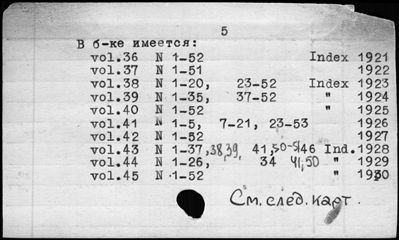 5
В б-ке имеется:
vol.36 N 1-52 Index 1921
vol.37 N 1-51 1922
vol.38 N 1-20, 23-52 Index 1923
vol.39 N 1-35, 37-52 " 1924
vol.40 N 1-52 " 1925
vol.41 N 1-5, 7-21, 23-53 1926
vol.42 N 1-52 1927
vol.43 N 1-37,38,39, 41, 46 Ind.1928
vol.44 N 1-26, 34 41,50 " 1929
vol.45 N 1-52 " 1930
См. след. карт.